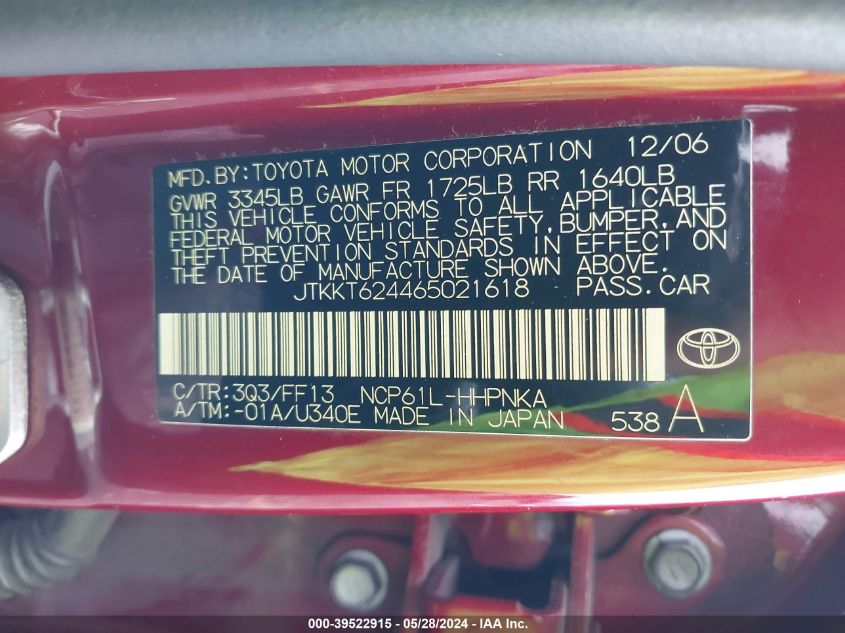 MFD.BY:TOYOTA MOTOR CORPORATION 12/06
GVWR 3345LB GAWR FR 1725LB RR 1640LB
THIS VEHICLE CONFORMS TO ALL APPLICABLE
FEDERAL MOTOR VEHICLE SAFETY,BUMPER,AND
THEFT PREVENTION STANDARDS IN EFFECT ON
THE DATE OF MANUFACTURE SHOWN ABOVE.
JTKKT624465021618 PASS.CAR
C/TR:3Q3/FF13 NCP61L-HHPNKA
A/TM:-01A/U340E MADE IN JAPAN 538 A
000-39522915 - 05/28/2024 - IAA Inc.